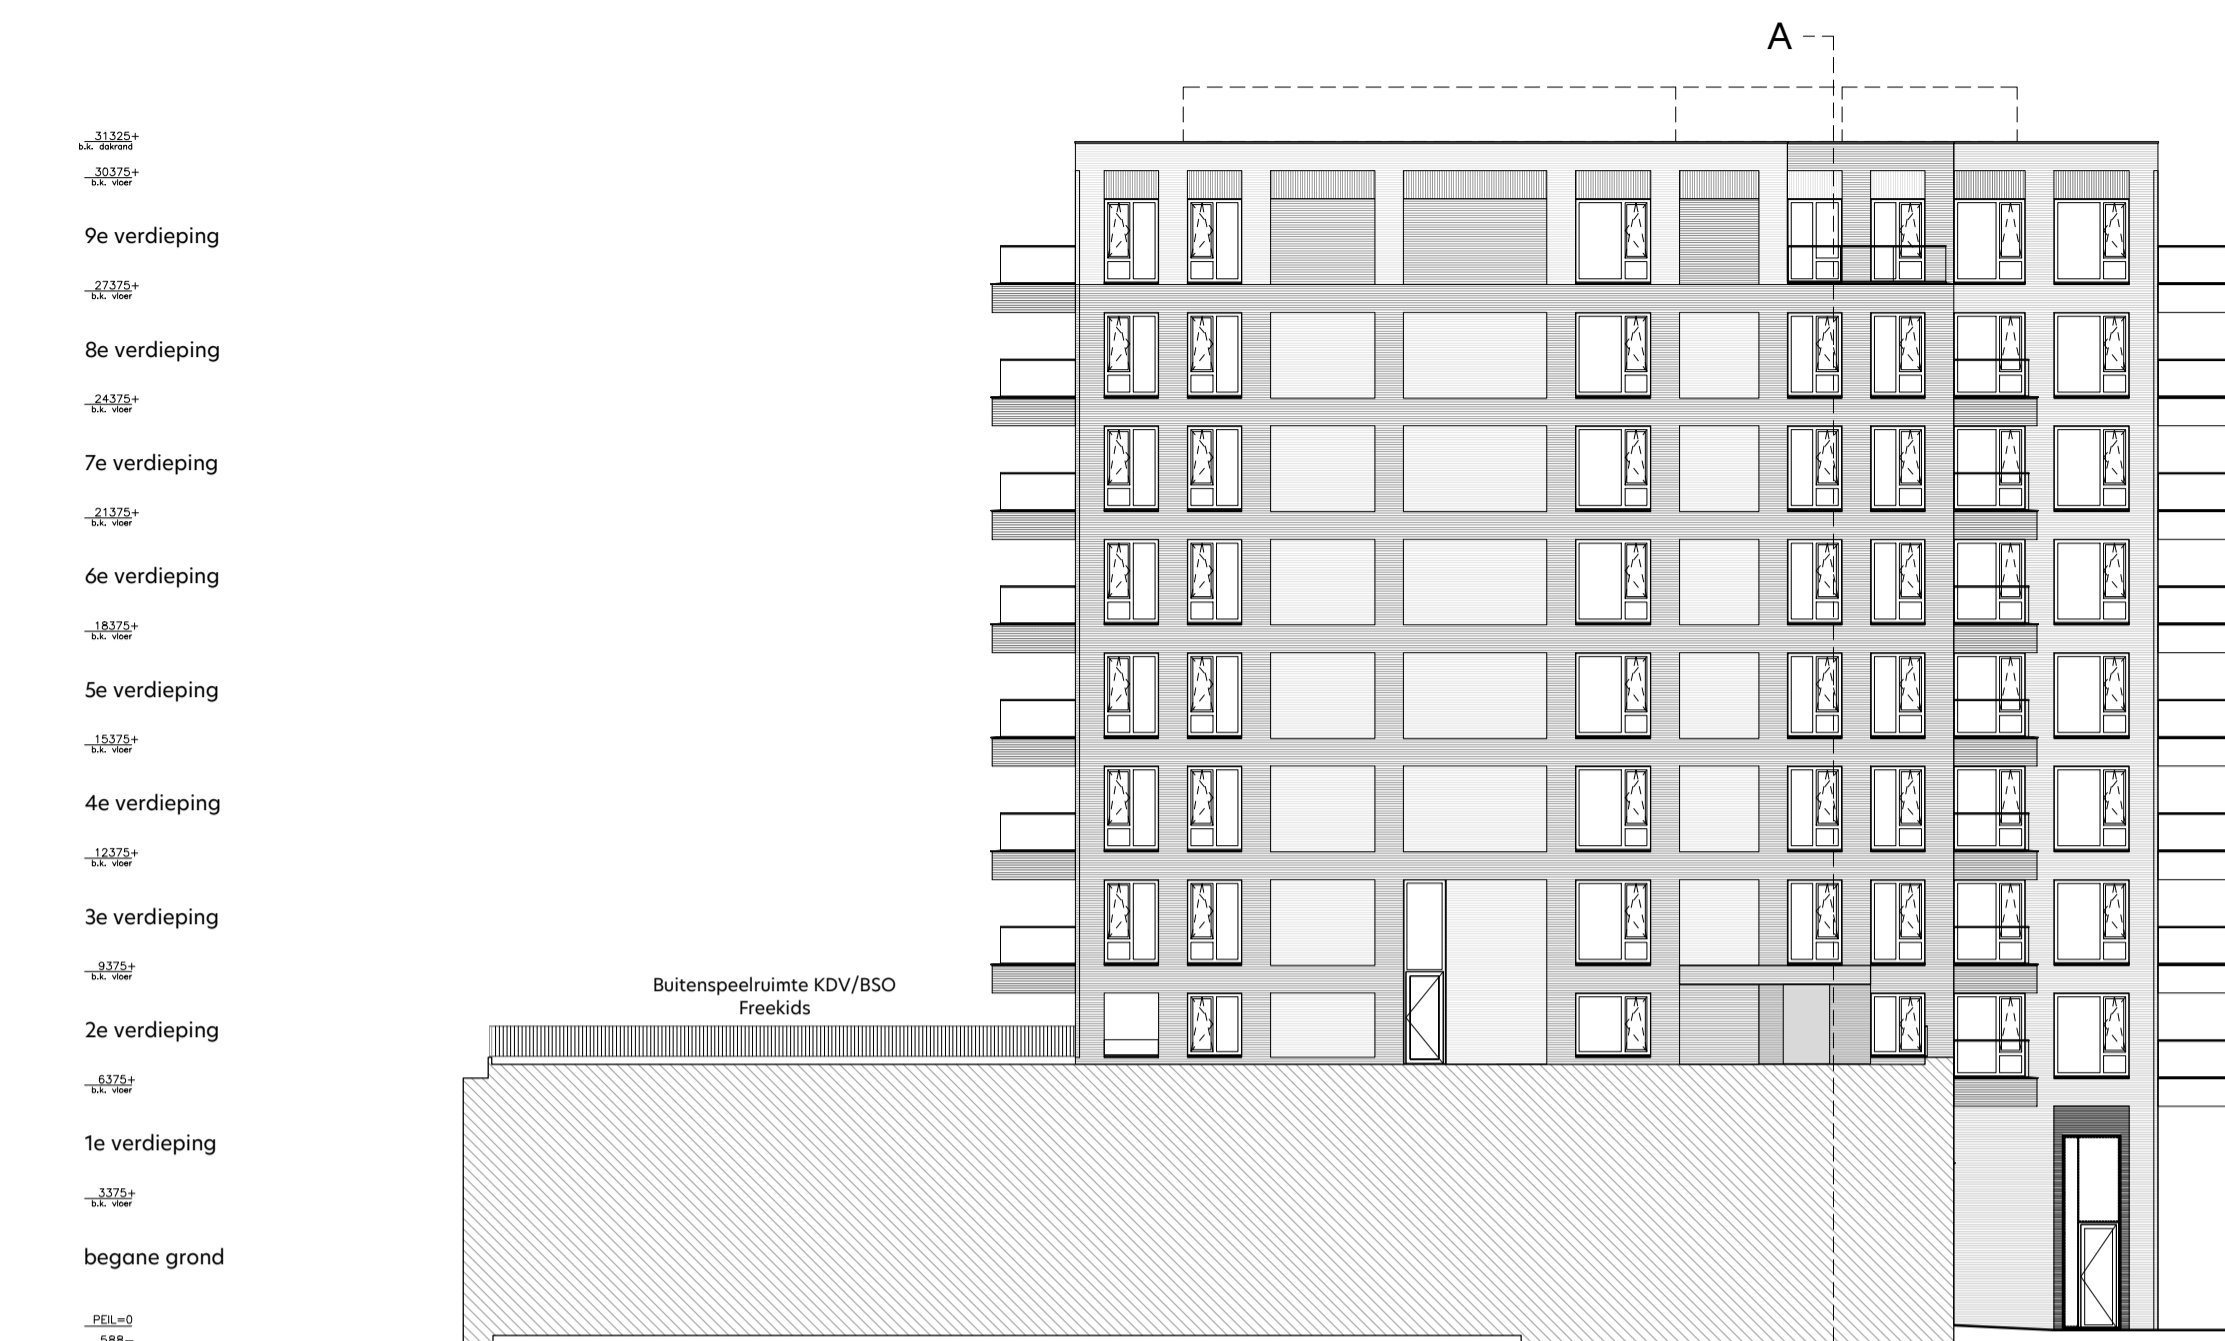 A
31325+
b.k. dakrand
30375+
b.k. vloer
9e verdieping
27375+
b.k. vloer
8e verdieping
24375+
b.k. vloer
7e verdieping
21375+
b.k. vloer
6e verdieping
18375+
b.k. vloer
5e verdieping
15375+
b.k. vloer
4e verdieping
12375+
b.k. vloer
3e verdieping
9375+
b.k. vloer
Buitenspeelruimte KDV/BSO
Freekids
2e verdieping
6375+
b.k. vloer
1e verdieping
3375+
b.k. vloer
begane grond
PEIL=0
588-